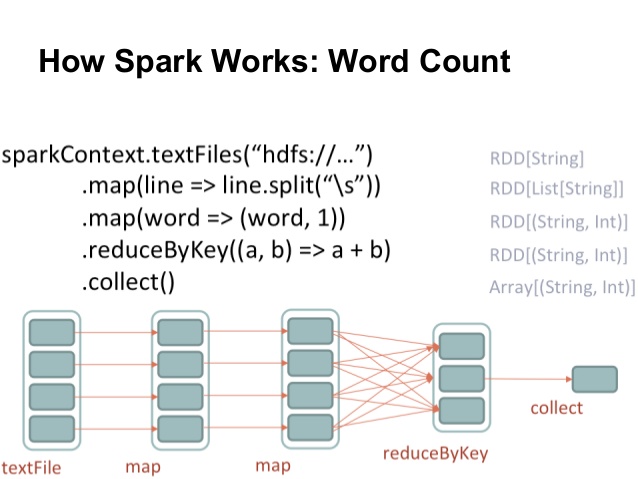 How Spark Works: Word Count
sparkContext.textFiles(“hdfs://…”) RDD[String]
.map(line => line.split(“\s”)) RDD[List[String]]
.map(word => (word, 1)) RDD[(String, Int)]
.reduceByKey((a, b) => a + b) RDD[(String, Int)]
.collect() Array[(String, Int)]
collect
textFile map map reduceByKey